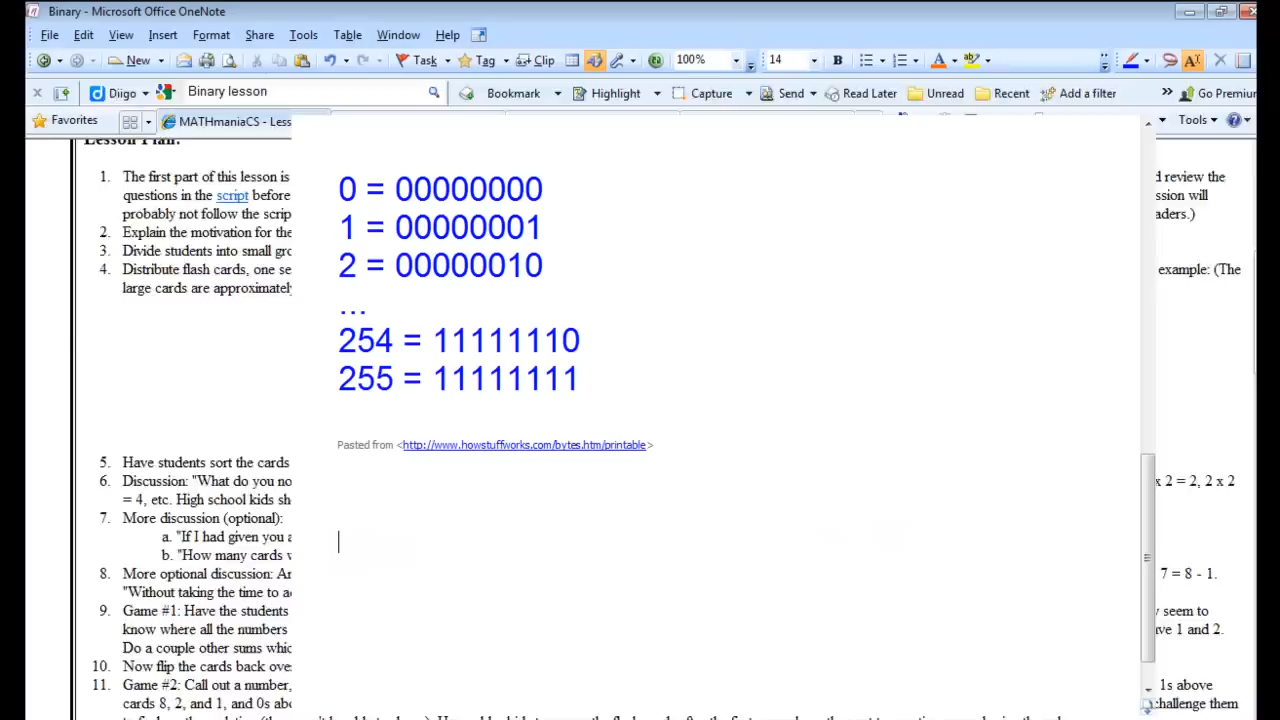 Binary - Microsoft Office OneNote
File Edit View Insert Format Share Tools Table Window Help
New Task Tag Clip 100% 14 B A ab A
Diigo Binary lesson Bookmark Highlight Capture Send Read Later Unread Recent Add a filter Go Premium
Favorites MATHmaniaCS - Less Tools
Lesson Plan:
1. The first part of this lesson is d review the
questions in the script before ssion will
probably not follow the scrip aders.)
2. Explain the motivation for the
3. Divide students into small gro
4. Distribute flash cards, one se example: (The
large cards are approximately
0 = 00000000
1 = 00000001
2 = 00000010
...
254 = 11111110
255 = 11111111
Pasted from <http://www.howstuffworks.com/bytes.htm/printable>
5. Have students sort the cards
6. Discussion: "What do you no x 2 = 2, 2 x 2
= 4, etc. High school kids sh
7. More discussion (optional):
a. "If I had given you a
b. "How many cards w
8. More optional discussion: An 7 = 8 - 1.
"Without taking the time to ac
9. Game #1: Have the students y seem to
know where all the numbers ave 1 and 2.
Do a couple other sums whic
10. Now flip the cards back over
11. Game #2: Call out a number, 1s above
cards 8, 2, and 1, and 0s abo challenge them